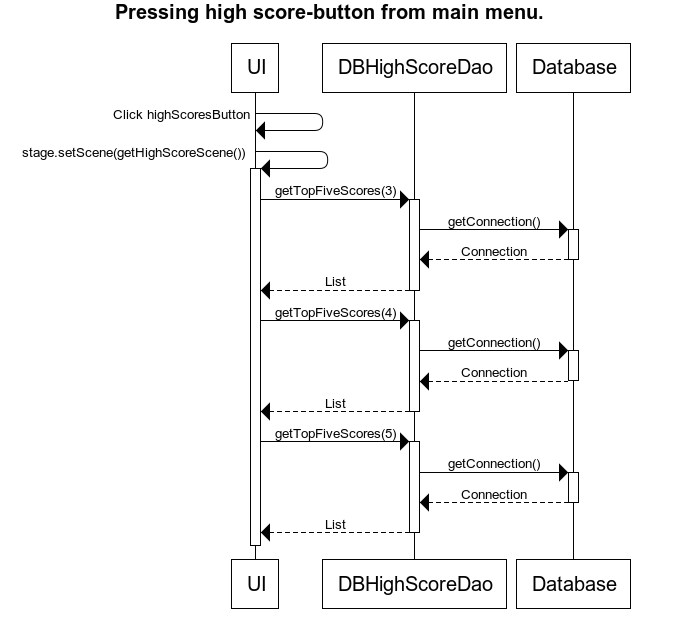 Pressing high score-button from main menu.
UI
DBHighScoreDao
Database
Click highScoresButton
stage.setScene(getHighScoreScene())
getTopFiveScores(3)
getConnection()
Connection
List
getTopFiveScores(4)
getConnection()
Connection
List
getTopFiveScores(5)
getConnection()
Connection
List
UI
DBHighScoreDao
Database